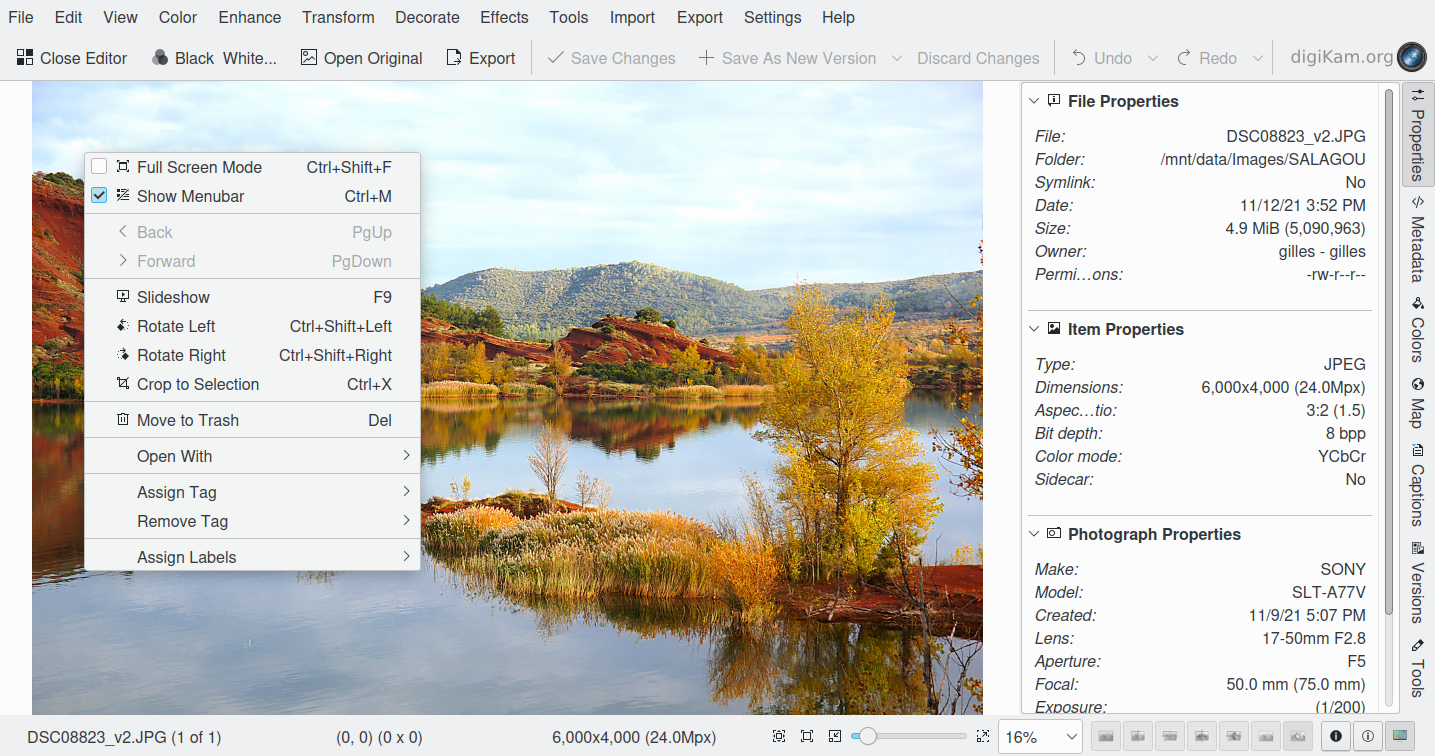 File Edit View Color Enhance Transform Decorate Effects Tools Import Export Settings Help
Close Editor Black White... Open Original Export Save Changes Save As New Version Discard Changes Undo Redo digiKam.org
Full Screen Mode Ctrl+Shift+F
Show Menubar Ctrl+M
Back PgUp
Forward PgDown
Slideshow F9
Rotate Left Ctrl+Shift+Left
Rotate Right Ctrl+Shift+Right
Crop to Selection Ctrl+X
Move to Trash Del
Open With
Assign Tag
Remove Tag
Assign Labels
File Properties
File: DSC08823_v2.JPG
Folder: /mnt/data/Images/SALAGOU
Symlink: No
Date: 11/12/21 3:52 PM
Size: 4.9 MiB (5,090,963)
Owner: gilles - gilles
Permi...ons: -rw-r--r--
Item Properties
Type: JPEG
Dimensions: 6,000x4,000 (24.0Mpx)
Aspec...tio: 3:2 (1.5)
Bit depth: 8 bpp
Color mode: YCbCr
Sidecar: No
Photograph Properties
Make: SONY
Model: SLT-A77V
Created: 11/9/21 5:07 PM
Lens: 17-50mm F2.8
Aperture: F5
Focal: 50.0 mm (75.0 mm)
Exposure: (1/200)
Properties
Metadata
Colors
Map
Captions
Versions
Tools
DSC08823_v2.JPG (1 of 1) (0, 0) (0 x 0) 6,000x4,000 (24.0Mpx) 16%